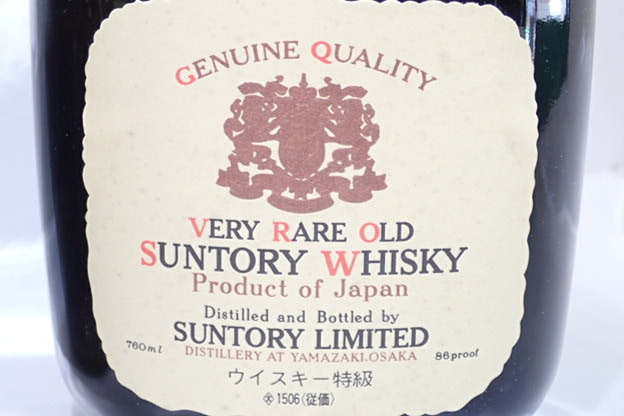 GENUINE QUALITY
VERY RARE OLD
SUNTORY WHISKY
Product of Japan
Distilled and Bottled by
SUNTORY LIMITED
760ml DISTILLERY AT YAMAZAKI.OSAKA 86proof
ウイスキー特級
1506(従価)